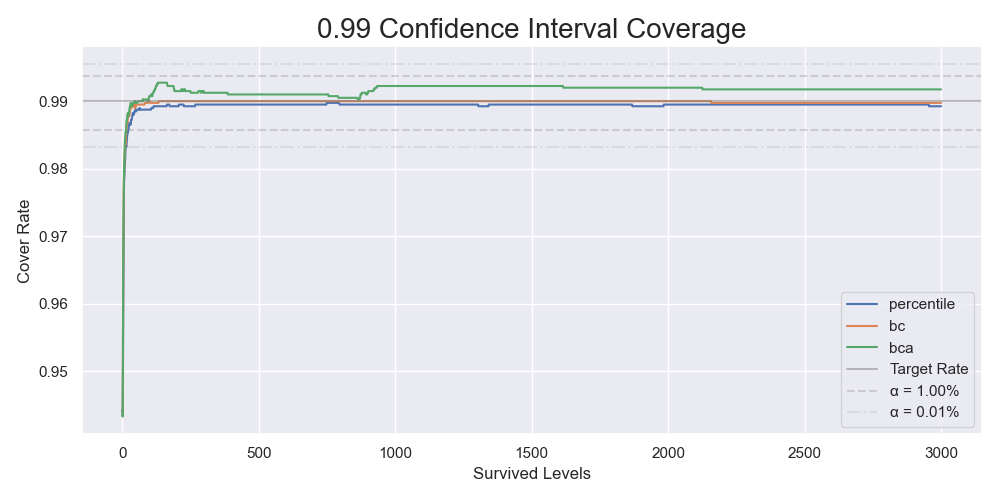 0.99 Confidence Interval Coverage
Cover Rate
0.99
0.98
0.97
0.96
0.95
0
500
1000
1500
2000
2500
3000
Survived Levels
percentile
bc
bca
Target Rate
α = 1.00%
α = 0.01%